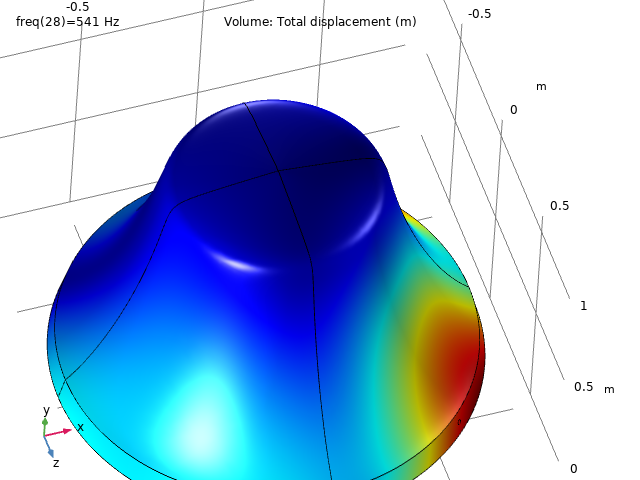 -0.5
-0.5
freq(28)=541 Hz
Volume: Total displacement (m)
m
0
0.5
1
0.5
m
0
y
x
z